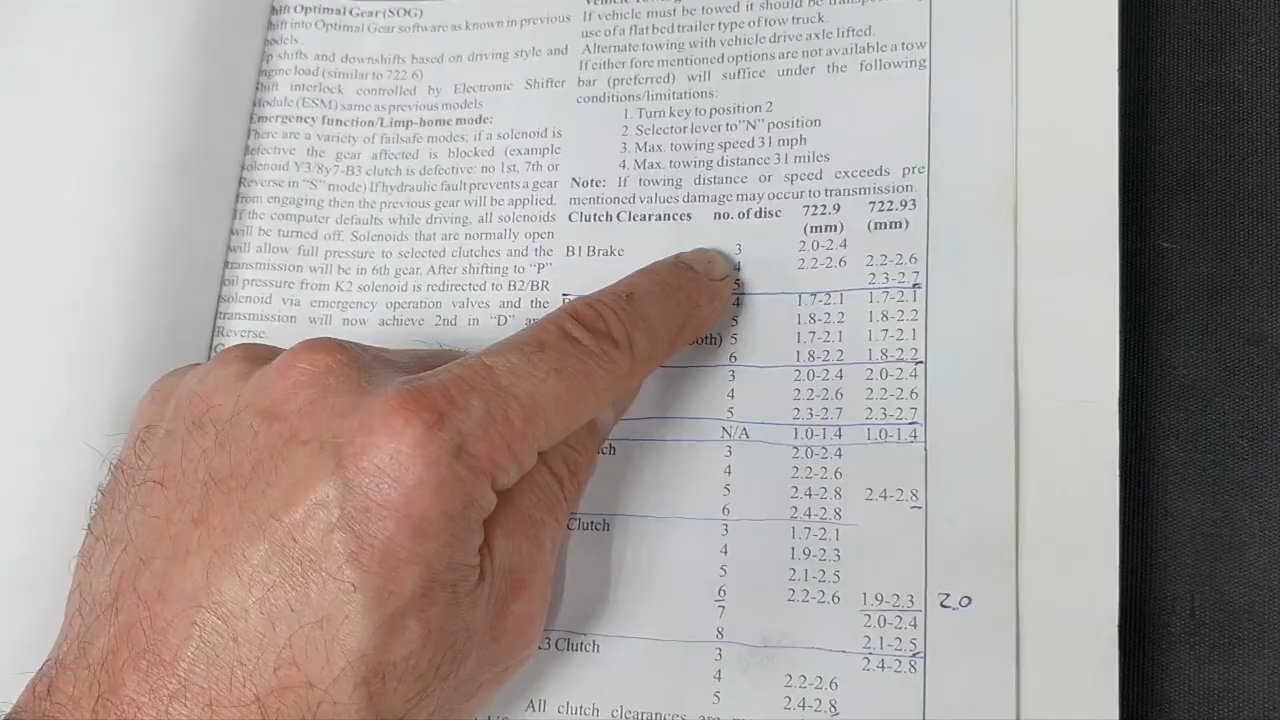 hift Optimal Gear (SOG)
hift into Optimal Gear software as known in previous
odels.
p shifts and downshifts based on driving style and
ngine load (similar to 722.6)
hift interlock controlled by Electronic Shifter
Module (ESM) same as previous models
Emergency function/Limp-home mode:
There are a variety of failsafe modes; if a solenoid is
defective the gear affected is blocked (example
solenoid Y3/8y7-B3 clutch is defective: no 1st, 7th or
Reverse in "S" mode) If hydraulic fault prevents a gear
from engaging then the previous gear will be applied.
If the computer defaults while driving, all solenoids
will be turned off. Solenoids that are normally open
will allow full pressure to selected clutches and the
transmission will be in 6th gear. After shifting to "P"
oil pressure from K2 solenoid is redirected to B2/BR
solenoid via emergency operation valves and the
transmission will now achieve 2nd in "D"
Reverse.
If vehicle must be towed it should be
use of a flat bed trailer type of tow truck.
Alternate towing with vehicle drive axle lifted.
If either fore mentioned options are not available a tow
bar (preferred) will suffice under the following
conditions/limitations:
1. Turn key to position 2
2. Selector lever to "N" position
3. Max. towing speed 31 mph
4. Max. towing distance 31 miles
Note: If towing distance or speed exceeds pre
mentioned values damage may occur to transmission.
Clutch Clearances no. of disc 722.9 722.93
(mm) (mm)
B1 Brake 3 2.0-2.4
4 2.2-2.6 2.2-2.6
5 2.3-2.7
4 1.7-2.1 1.7-2.1
5 1.8-2.2 1.8-2.2
oth) 5 1.7-2.1 1.7-2.1
6 1.8-2.2 1.8-2.2
3 2.0-2.4 2.0-2.4
4 2.2-2.6 2.2-2.6
5 2.3-2.7 2.3-2.7
N/A 1.0-1.4 1.0-1.4
ch 3 2.0-2.4
4 2.2-2.6
5 2.4-2.8 2.4-2.8
6 2.4-2.8
Clutch 3 1.7-2.1
4 1.9-2.3
5 2.1-2.5
6 2.2-2.6 1.9-2.3 2.0
7 2.0-2.4
8 2.1-2.5
3 Clutch 3 2.4-2.8
4 2.2-2.6
5 2.4-2.8
All clutch clearances